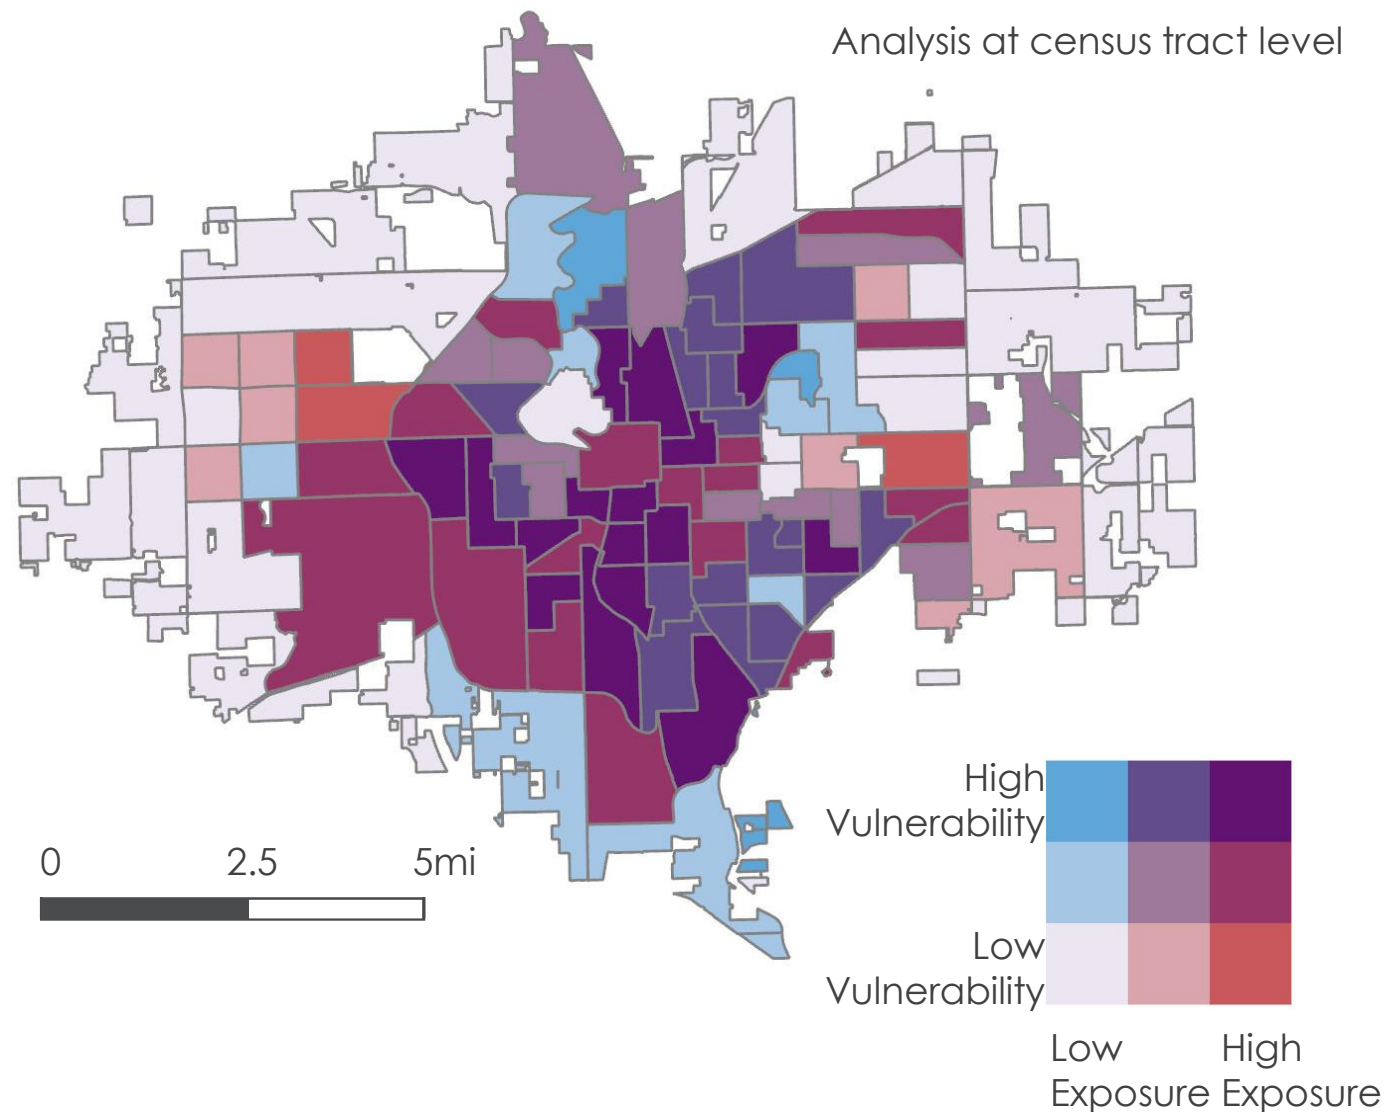 Analysis at census tract level
0 2.5 5mi
High
Vulnerability
Low
Vulnerability
Low High
Exposure Exposure